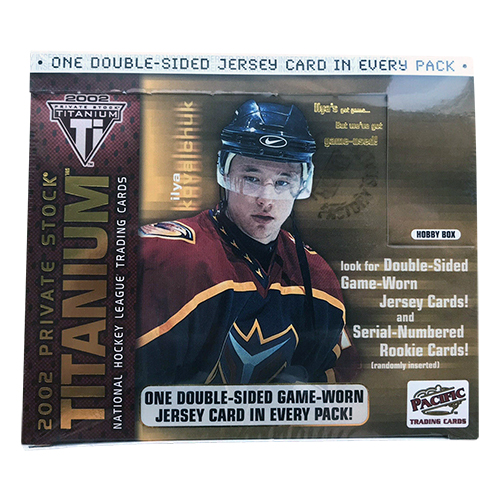 • ONE DOUBLE-SIDED JERSEY CARD IN EVERY PACK •
2002
PRIVATE STOCK
TITANIUM
Ti
2002 PRIVATE STOCK®
TITANIUM™
NATIONAL HOCKEY LEAGUE TRADING CARDS
ilya
KOVALCHUK
Ilya's got game...
But we've got
game-used!
HOBBY BOX
look for Double-Sided
Game-Worn
Jersey Cards!
and
Serial-Numbered
Rookie Cards!
(randomly inserted)
ONE DOUBLE-SIDED GAME-WORN
JERSEY CARD IN EVERY PACK!
PACIFIC
TRADING CARDS